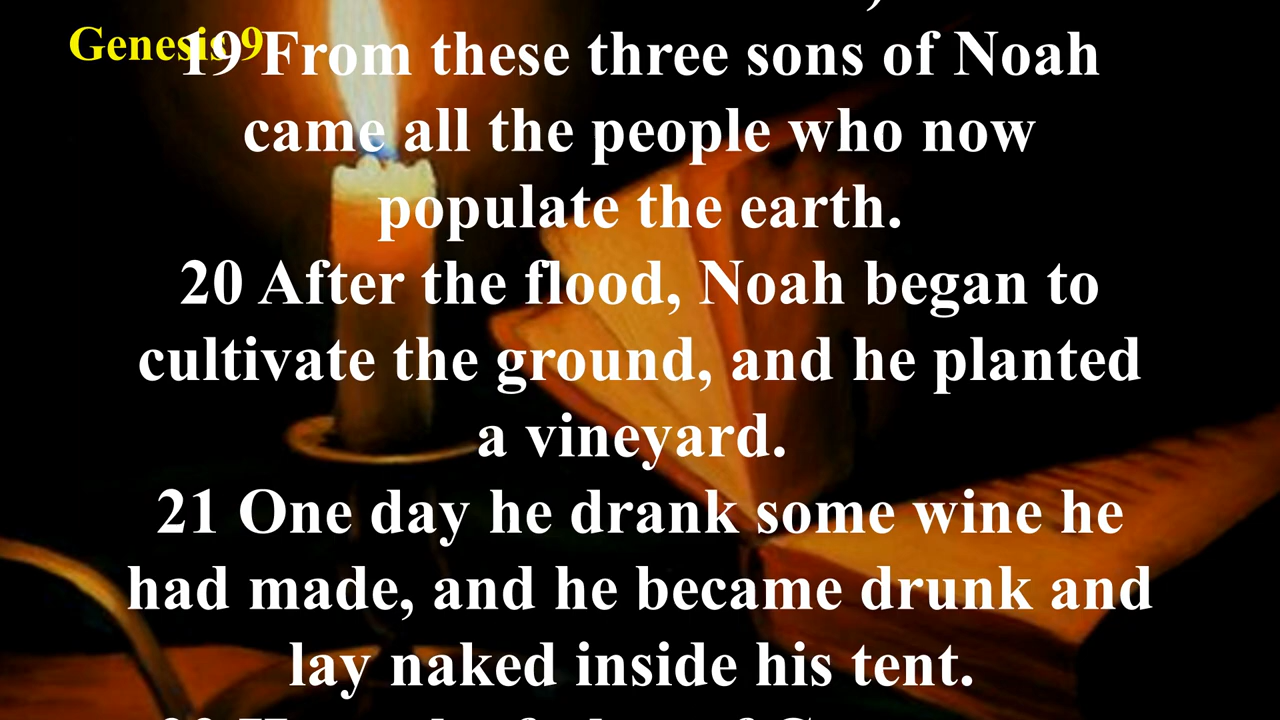 Genesis 9
19 From these three sons of Noah
came all the people who now
populate the earth.
20 After the flood, Noah began to
cultivate the ground, and he planted
a vineyard.
21 One day he drank some wine he
had made, and he became drunk and
lay naked inside his tent.